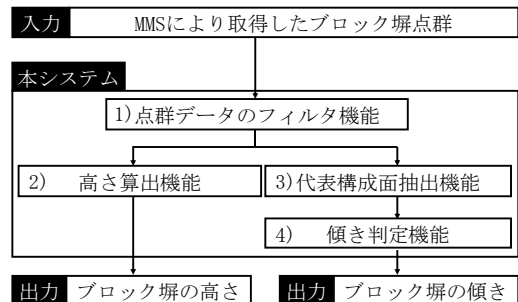 入力 MMSにより取得したブロック塀点群
本システム
1)点群データのフィルタ機能
2) 高さ算出機能
3)代表構成面抽出機能
4) 傾き判定機能
出力 ブロック塀の高さ
出力 ブロック塀の傾き